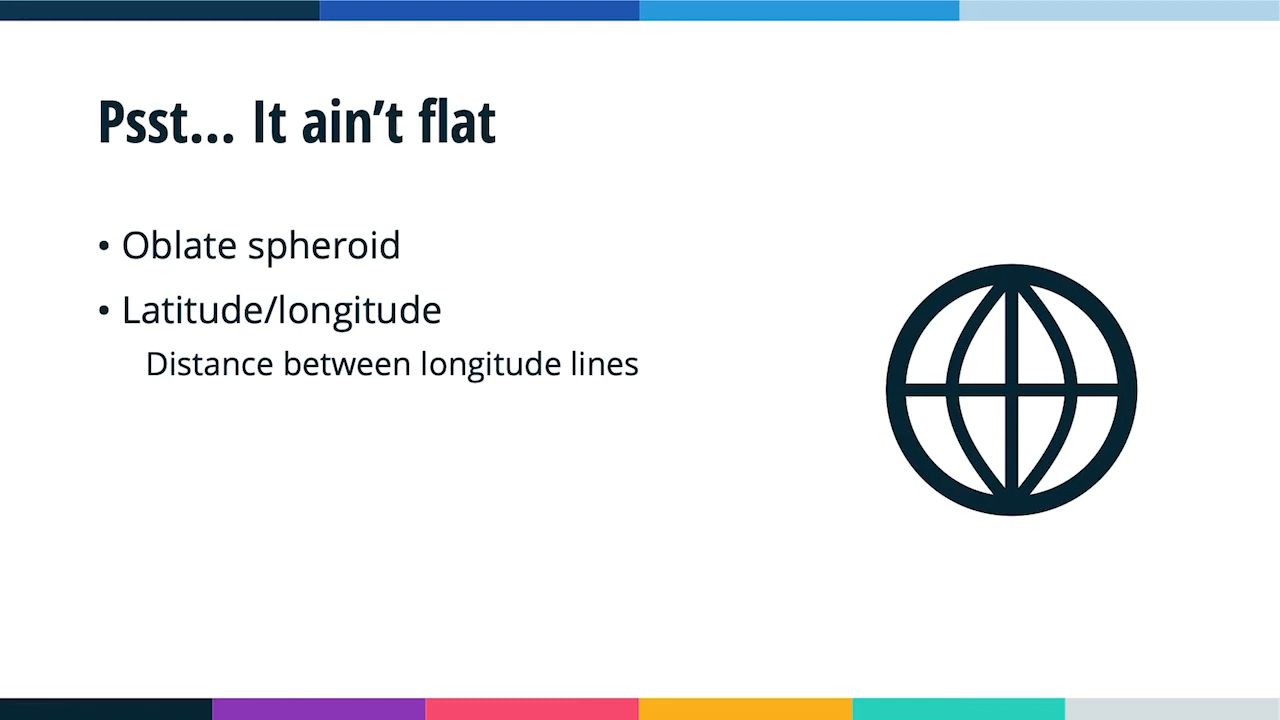 Psst... It ain’t flat
• Oblate spheroid
• Latitude/longitude
Distance between longitude lines